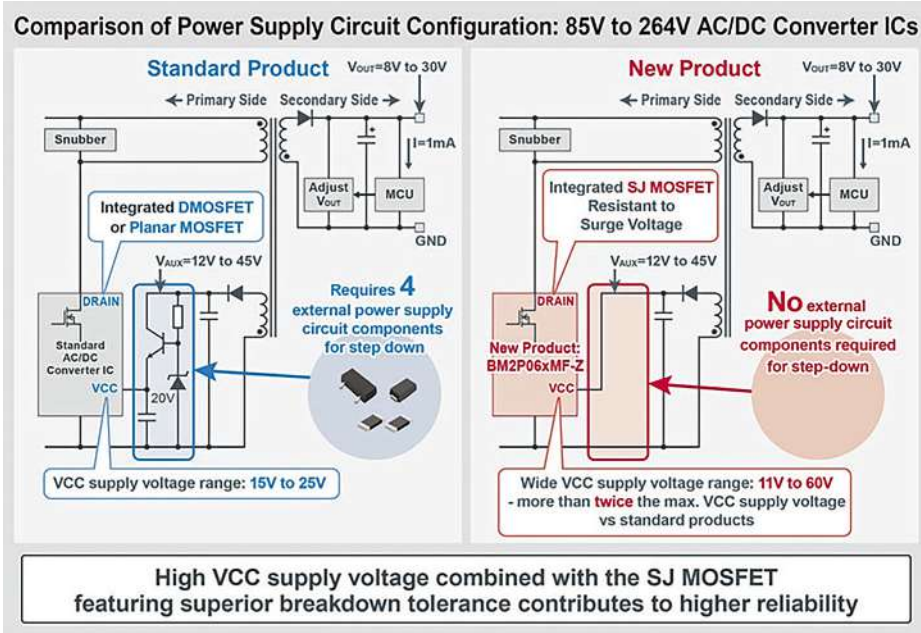 Comparison of Power Supply Circuit Configuration: 85V to 264V AC/DC Converter ICs
Standard Product
VOUT=8V to 30V
← Primary Side
Secondary Side →
Snubber
+
I=1mA
Adjust
VOUT
MCU
GND
Integrated DMOSFET
or Planar MOSFET
VAUX=12V to 45V
DRAIN
Standard
AC/DC
Converter IC
VCC
20V
Requires 4
external power supply
circuit components
for step down
VCC supply voltage range: 15V to 25V
New Product
VOUT=8V to 30V
← Primary Side
Secondary Side →
Snubber
+
I=1mA
Adjust
VOUT
MCU
GND
Integrated SJ MOSFET
Resistant to
Surge Voltage
VAUX=12V to 45V
DRAIN
New Product:
BM2P06xMF-Z
VCC
No external
power supply circuit
components required
for step-down
Wide VCC supply voltage range: 11V to 60V
- more than twice the max. VCC supply voltage
vs standard products
High VCC supply voltage combined with the SJ MOSFET
featuring superior breakdown tolerance contributes to higher reliability